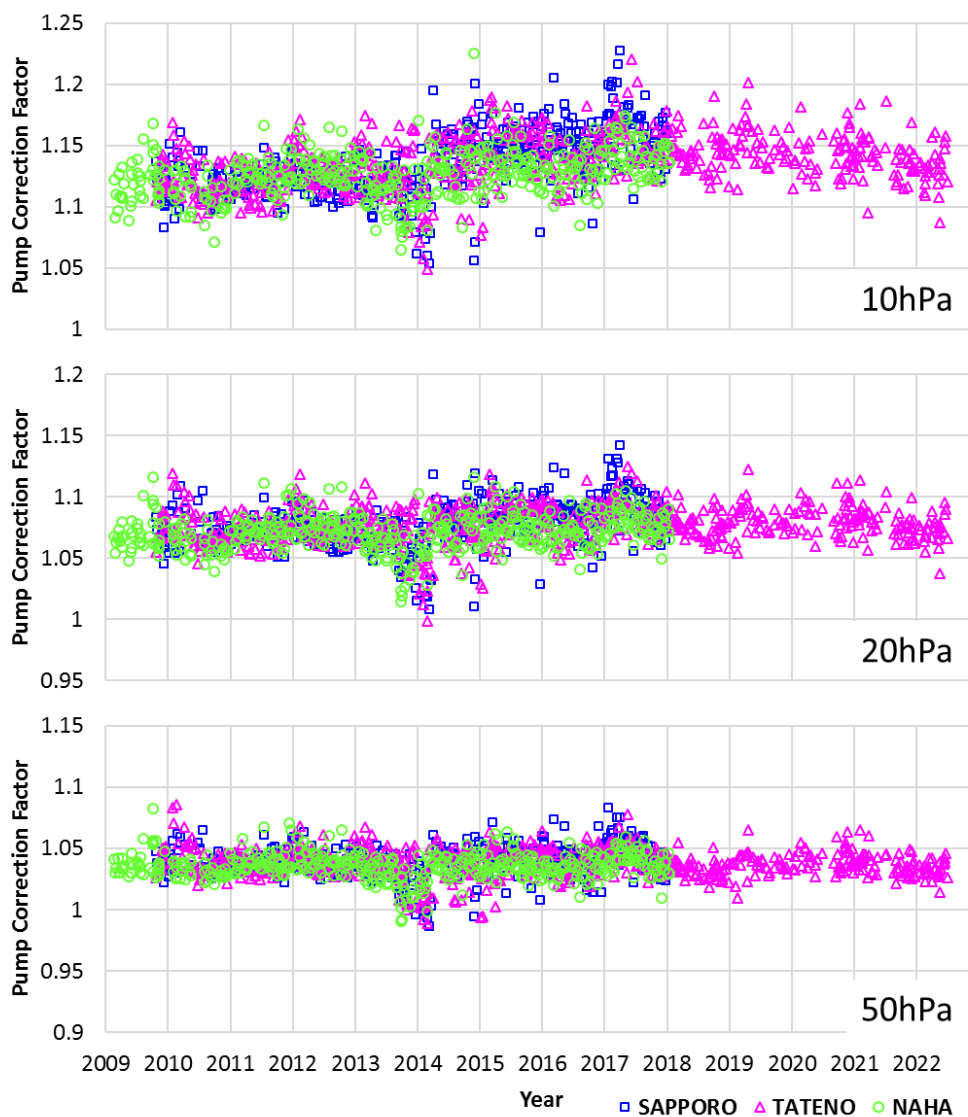 Pump Correction Factor
1.25
1.2
1.15
1.1
1.05
1
10hPa
Pump Correction Factor
1.2
1.15
1.1
1.05
1
0.95
20hPa
Pump Correction Factor
1.15
1.1
1.05
1
0.95
0.9
50hPa
2009 2010 2011 2012 2013 2014 2015 2016 2017 2018 2019 2020 2021 2022
Year
SAPPORO TATENO NAHA